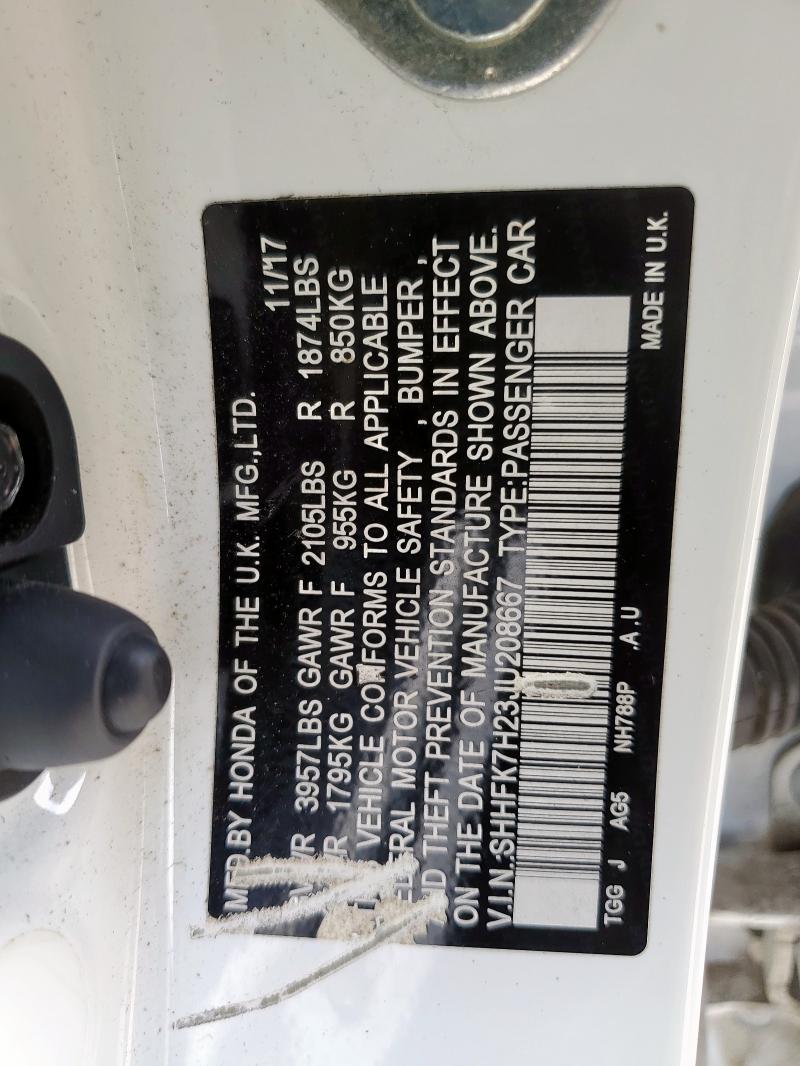 MFD.BY HONDA OF THE U.K. MFG.,LTD. 11/17
3957LBS GAWR F 2105LBS R 1874LBS
1795KG GAWR F 955KG R 850KG
VEHICLE CONFORMS TO ALL APPLICABLE
MOTOR VEHICLE SAFETY , BUMPER ,
THEFT PREVENTION STANDARDS IN EFFECT
ON THE DATE OF MANUFACTURE SHOWN ABOVE.
V.I.N.:SHHFK7H23JU208667 TYPE:PASSENGER CAR
TGG J AG5 NH788P .A .U MADE IN U.K.